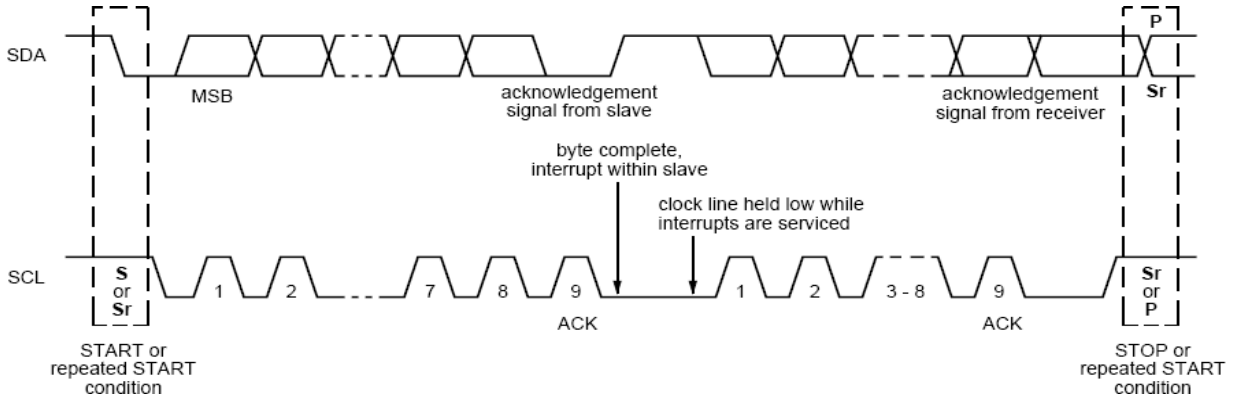 P
SDA
MSB
acknowledgement
signal from slave
acknowledgement
signal from receiver
Sr
byte complete,
interrupt within slave
clock line held low while
interrupts are serviced
SCL
S
or
Sr
1
2
7
8
9
1
2
3 - 8
9
Sr
or
P
ACK
ACK
START or
repeated START
condition
STOP or
repeated START
condition